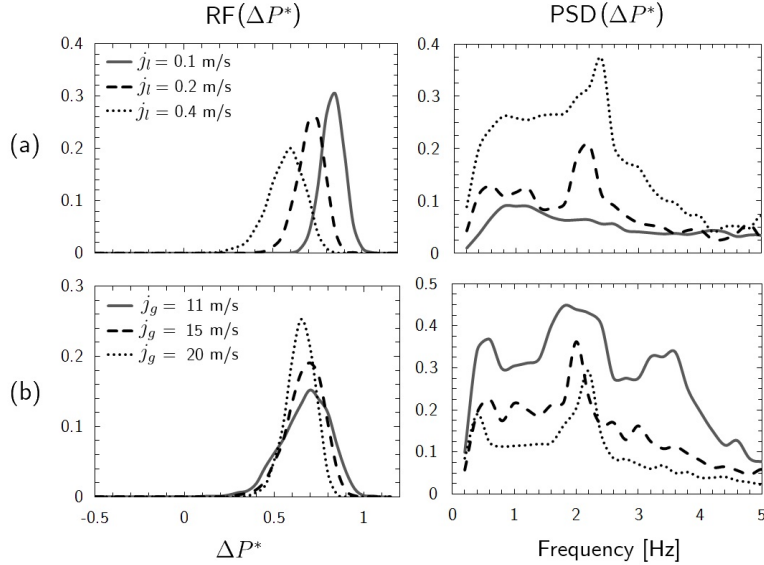 RF(ΔP*) PSD(ΔP*)
(a)
0.4
0.3
0.2
0.1
0
j_l = 0.1 m/s
j_l = 0.2 m/s
j_l = 0.4 m/s
0.4
0.3
0.2
0.1
0
(b)
0.3
0.2
0.1
0
j_g = 11 m/s
j_g = 15 m/s
j_g = 20 m/s
-0.5 0 0.5 1
ΔP*
0.5
0.4
0.3
0.2
0.1
0
0 1 2 3 4 5
Frequency [Hz]